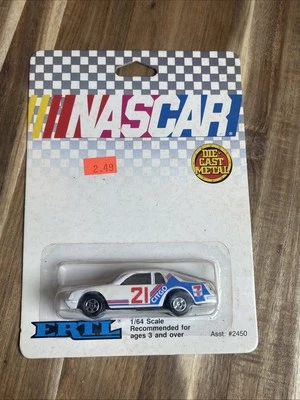 NASCAR
2.49
DIE-
CAST
METAL
21
CITGO
7
ERTL
1/64 Scale
Recommended for
ages 3 and over
Asst. #2450